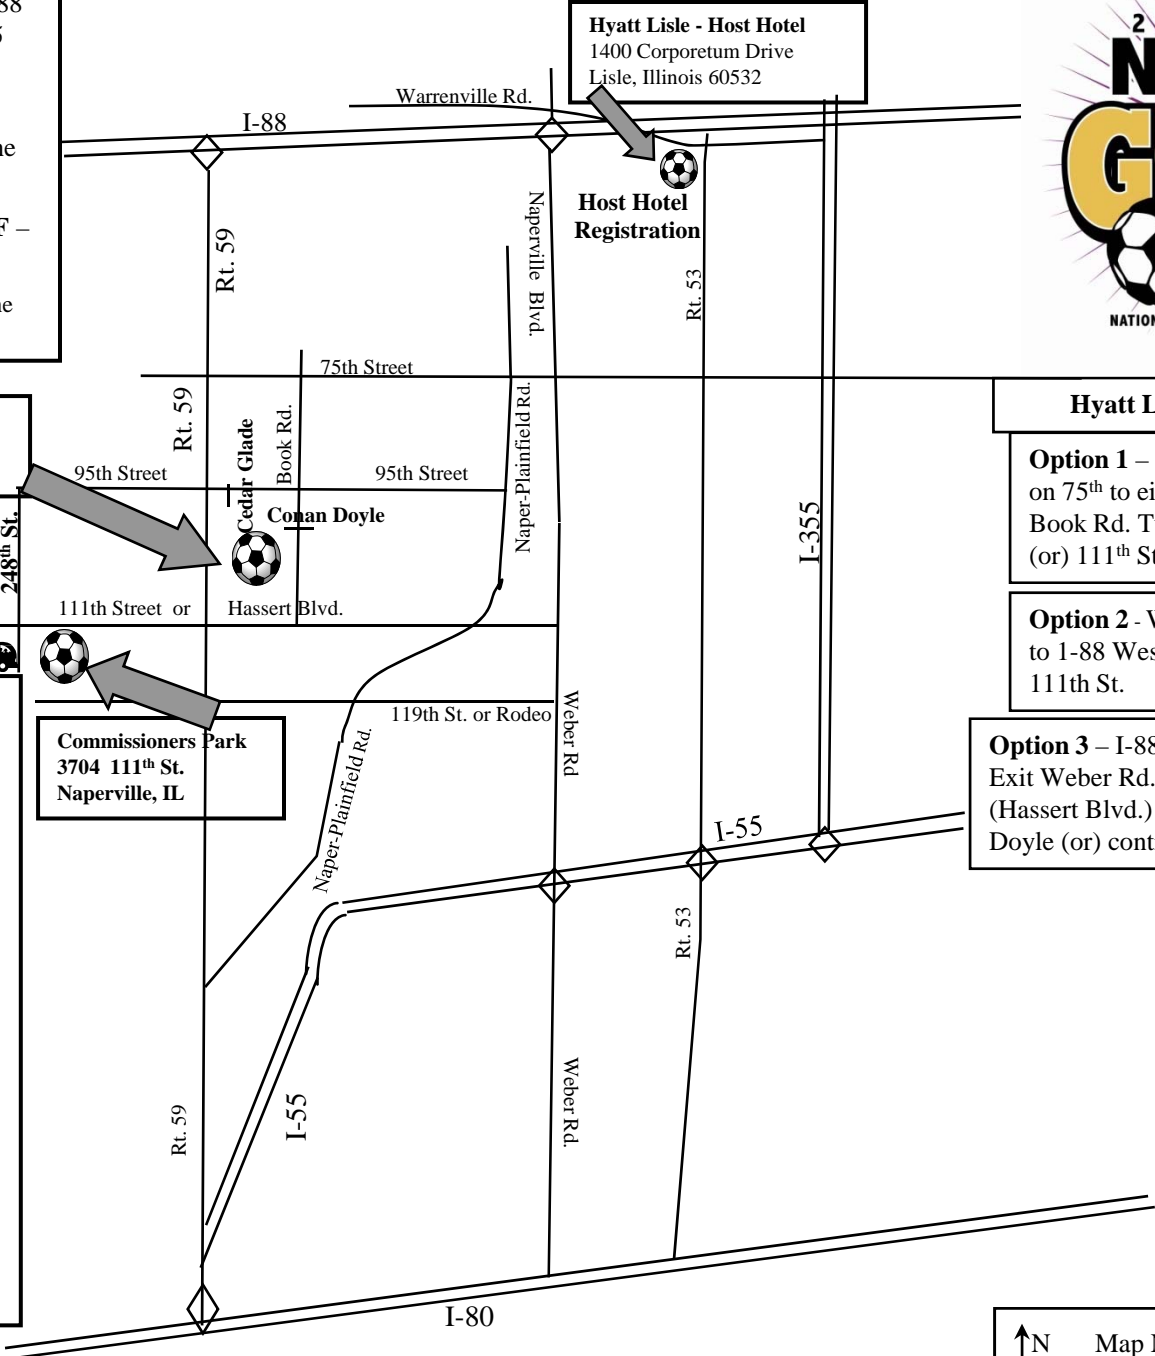 88
5
ne
F –
ne
Hyatt Lisle - Host Hotel
1400 Corporetum Drive
Lisle, Illinois 60532
2
N
G
NATION
Warrenville Rd.
I-88
Host Hotel
Registration
Rt. 59
Naperville Blvd.
Rt. 53
75th Street
Rt. 59
Cedar Glade
Book Rd.
Naper-Plainfield Rd.
95th Street
95th Street
Conan Doyle
248th St.
I-355
111th Street or Hassert Blvd.
119th St. or Rodeo
Commissioners Park
3704 111th St.
Naperville, IL
Naper-Plainfield Rd.
Weber Rd
I-55
Rt. 53
Rt. 59
I-55
Weber Rd.
I-80
Hyatt L
Option 1 –
on 75th to ei
Book Rd. T
(or) 111th St
Option 2 - W
to 1-88 Wes
111th St.
Option 3 – I-88
Exit Weber Rd.
(Hassert Blvd.)
Doyle (or) cont
N Map